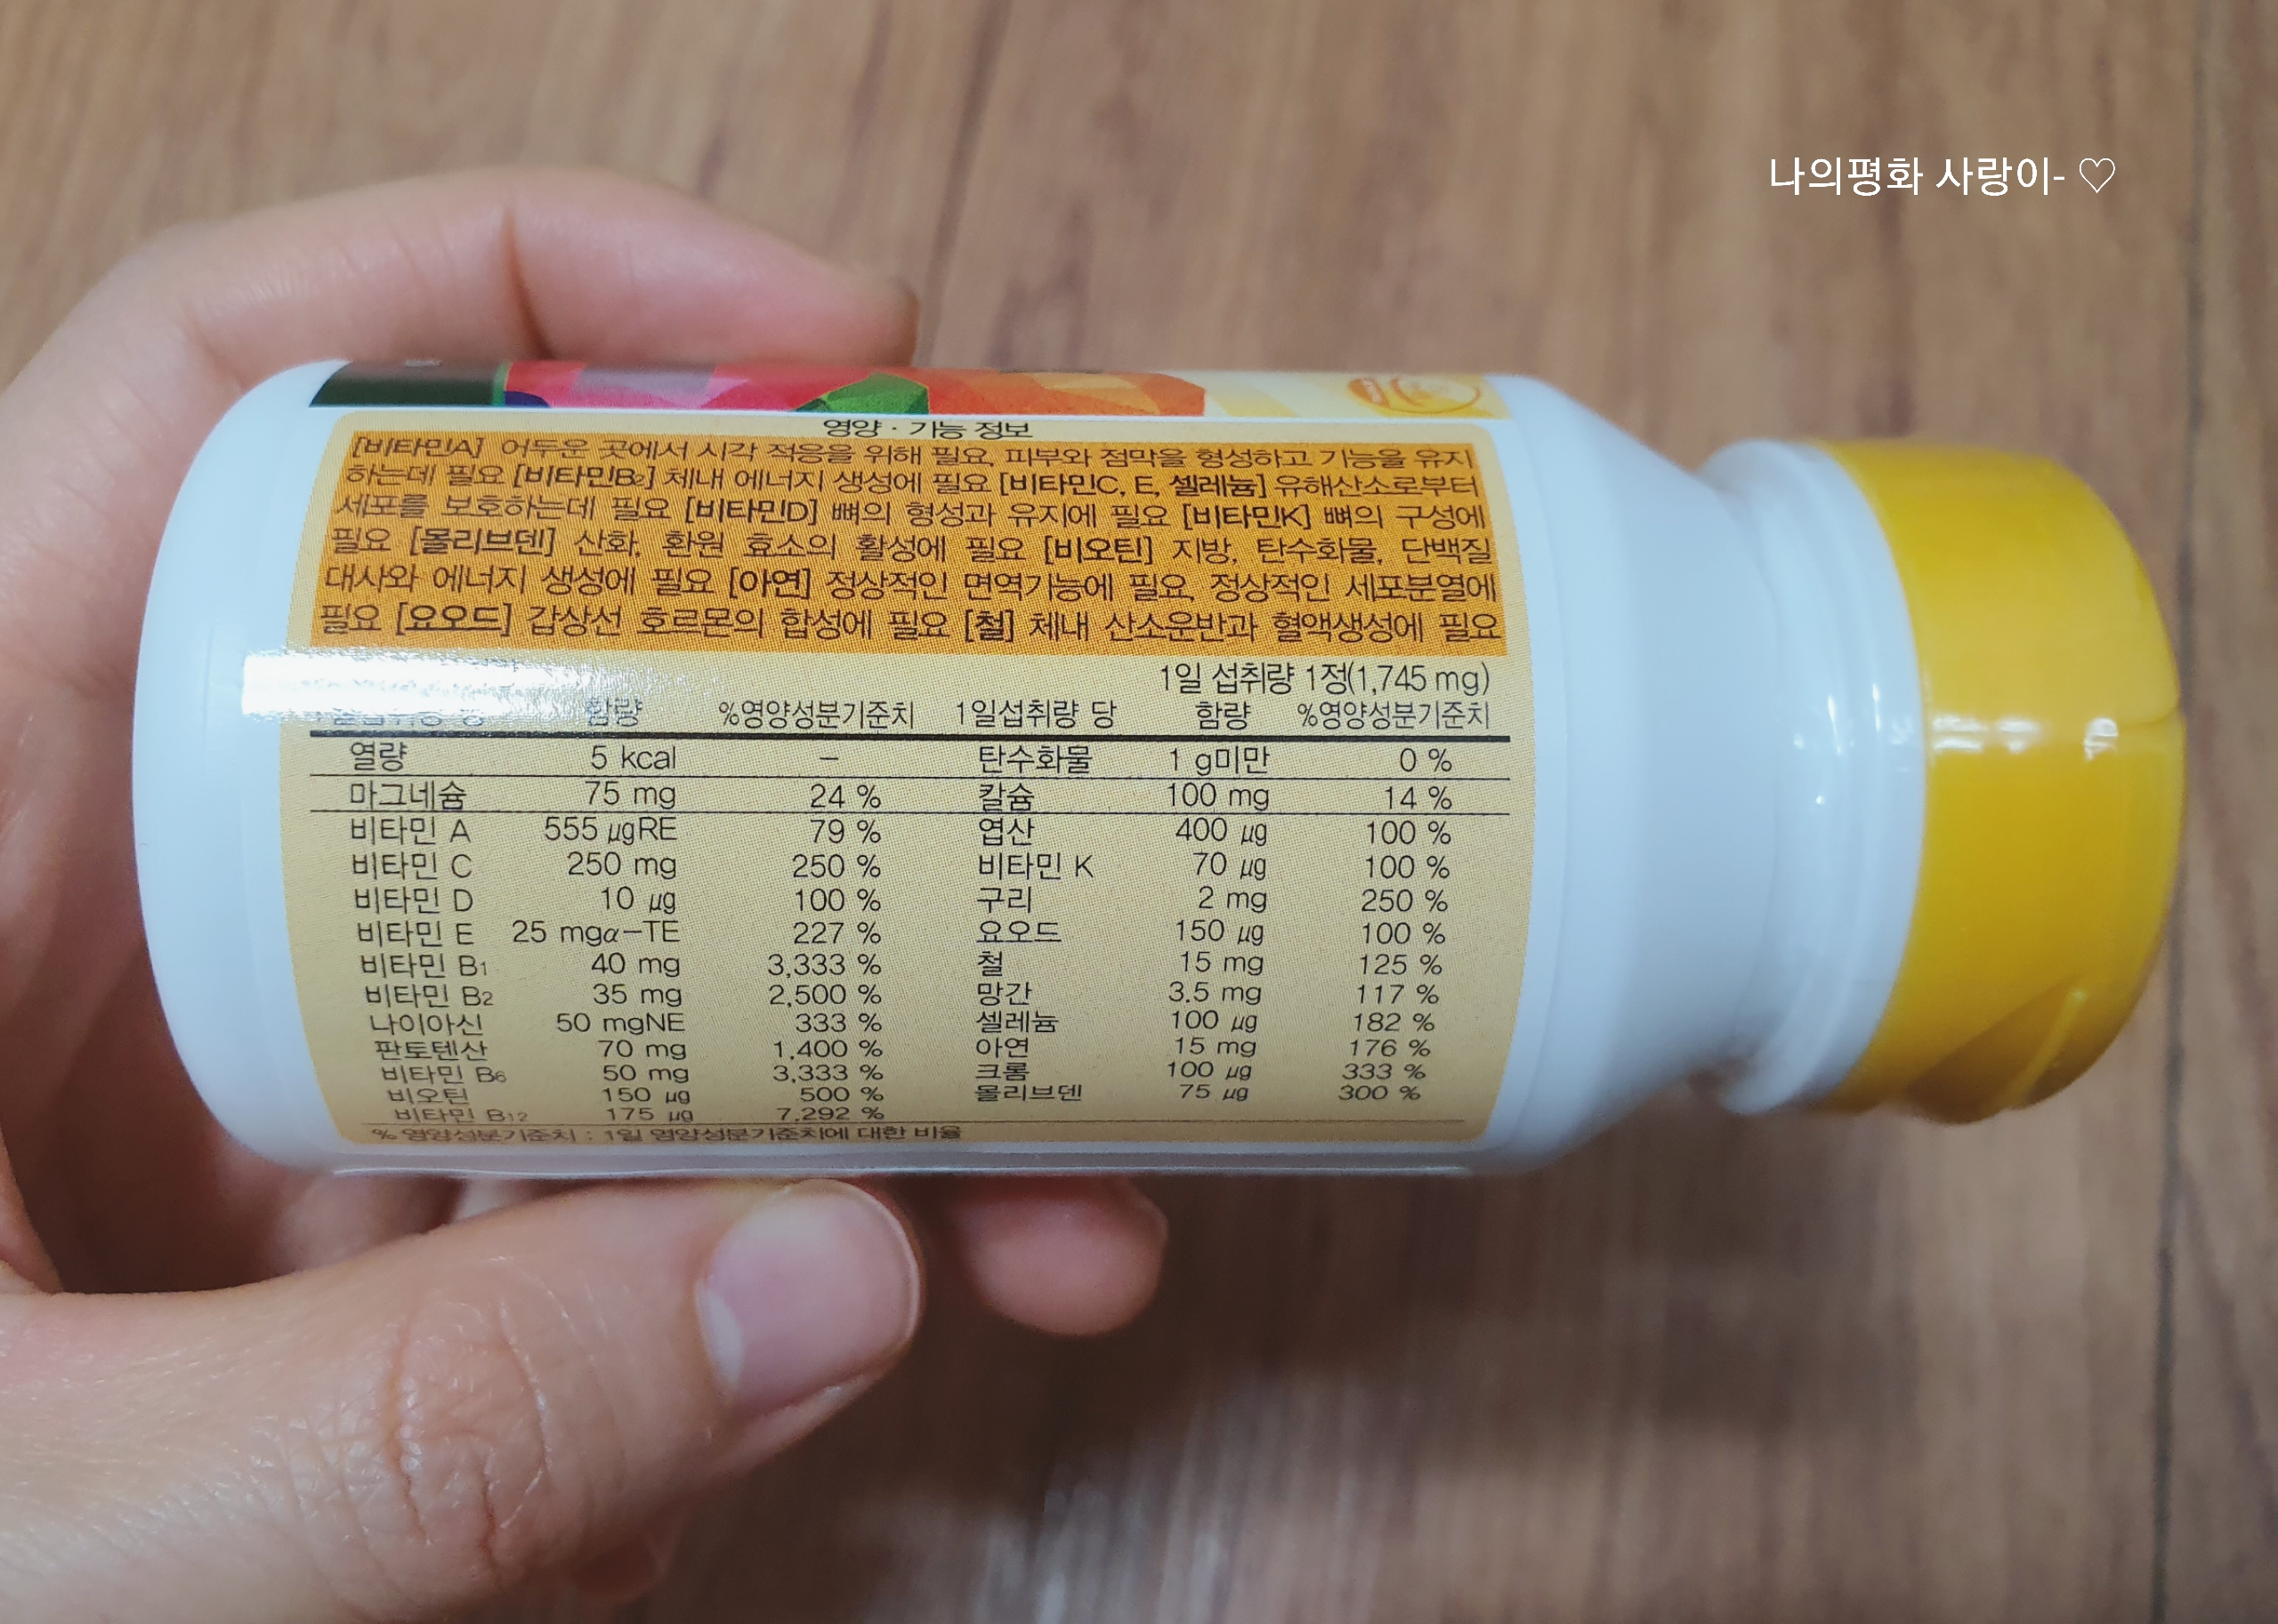 나의평화 사랑이- ♡
영양 · 기능 정보
[비타민A] 어두운 곳에서 시각 적응을 위해 필요, 피부와 점막을 형성하고 기능을 유지
하는데 필요 [비타민B2] 체내 에너지 생성에 필요 [비타민C, E, 셀레늄] 유해산소로부터
세포를 보호하는데 필요 [비타민D] 뼈의 형성과 유지에 필요 [비타민K] 뼈의 구성에
필요 [몰리브덴] 산화, 환원 효소의 활성에 필요 [비오틴] 지방, 탄수화물, 단백질
대사와 에너지 생성에 필요 [아연] 정상적인 면역기능에 필요, 정상적인 세포분열에
필요 [요오드] 갑상선 호르몬의 합성에 필요 [철] 체내 산소운반과 혈액생성에 필요
1일 섭취량 1정(1,745 mg)
1일섭취량 당 함량 %영양성분기준치 1일섭취량 당 함량 %영양성분기준치
열량 5 kcal – 탄수화물 1 g미만 0 %
마그네슘 75 mg 24 % 칼슘 100 mg 14 %
비타민 A 555 µgRE 79 % 엽산 400 µg 100 %
비타민 C 250 mg 250 % 비타민 K 70 µg 100 %
비타민 D 10 µg 100 % 구리 2 mg 250 %
비타민 E 25 mgα–TE 227 % 요오드 150 µg 100 %
비타민 B1 40 mg 3,333 % 철 15 mg 125 %
비타민 B2 35 mg 2,500 % 망간 3.5 mg 117 %
나이아신 50 mgNE 333 % 셀레늄 100 µg 182 %
판토텐산 70 mg 1,400 % 아연 15 mg 176 %
비타민 B6 50 mg 3,333 % 크롬 100 µg 333 %
비오틴 150 µg 500 % 몰리브덴 75 µg 300 %
비타민 B12 175 µg 7,292 %
% 영양성분기준치 : 1일 영양성분기준치에 대한 비율